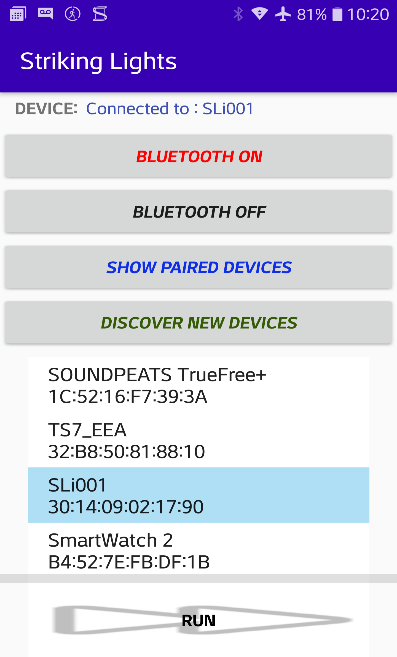 81% 10:20
Striking Lights
DEVICE: Connected to : SLi001
BLUETOOTH ON
BLUETOOTH OFF
SHOW PAIRED DEVICES
DISCOVER NEW DEVICES
SOUNDPEATS TrueFree+
1C:52:16:F7:39:3A
TS7_EEA
32:B8:50:81:88:10
SLi001
30:14:09:02:17:90
SmartWatch 2
B4:52:7E:FB:DF:1B
RUN